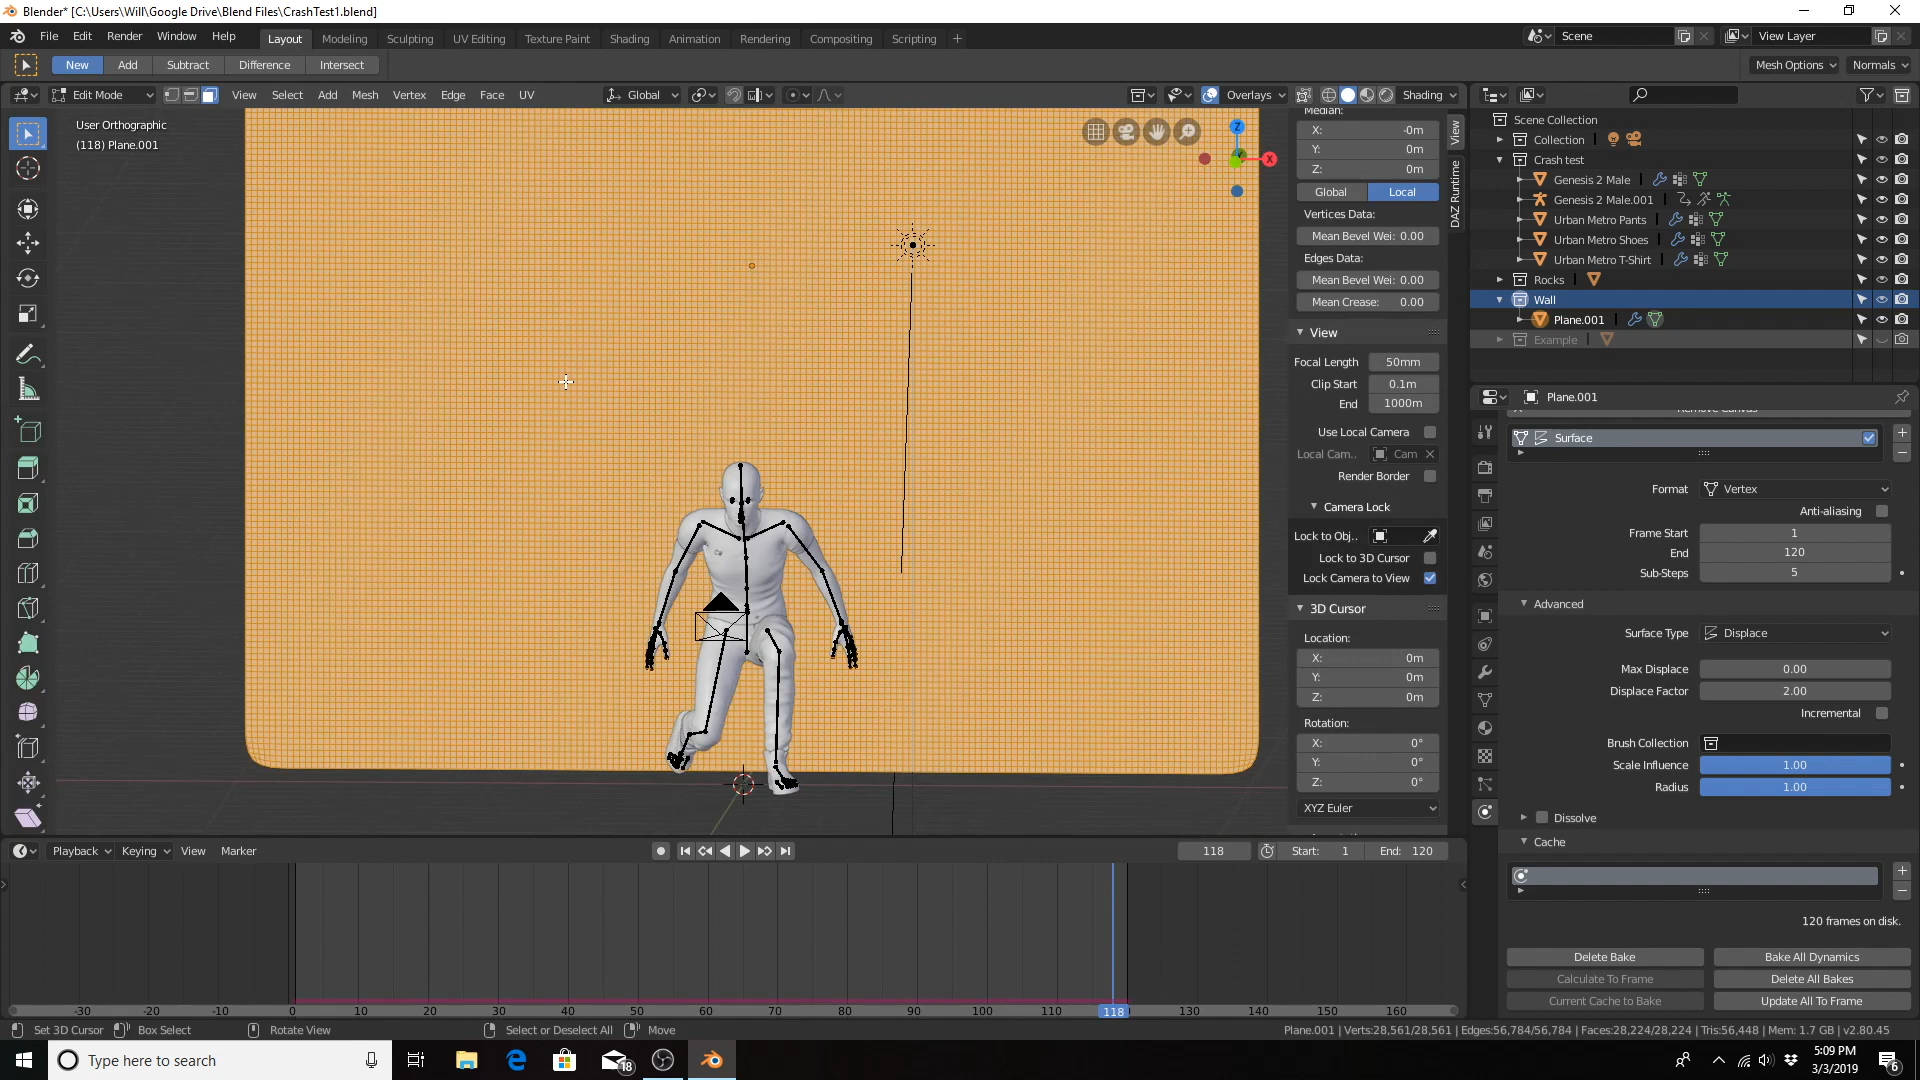 Blender* [C:\Users\Will\Google Drive\Blend Files\CrashTest1.blend]
File Edit Render Window Help Layout Modeling Sculpting UV Editing Texture Paint Shading Animation Rendering Compositing Scripting Scene View Layer
New Add Subtract Difference Intersect Mesh Options Normals
Edit Mode View Select Add Mesh Vertex Edge Face UV Global Overlays Shading
User Orthographic
(118) Plane.001
Z
X
Median:
X: -0m
Y: 0m
Z: 0m
Global Local
Vertices Data:
Mean Bevel Wei: 0.00
Edges Data:
Mean Bevel Wei: 0.00
Mean Crease: 0.00
View
Focal Length 50mm
Clip Start 0.1m
End 1000m
Use Local Camera
Local Cam.. Cam
Render Border
Camera Lock
Lock to Obj..
Lock to 3D Cursor
Lock Camera to View
3D Cursor
Location:
X: 0m
Y: 0m
Z: 0m
Rotation:
X: 0°
Y: 0°
Z: 0°
XYZ Euler
View
DAZ Runtime
Scene Collection
Collection
Crash test
Genesis 2 Male
Genesis 2 Male.001
Urban Metro Pants
Urban Metro Shoes
Urban Metro T-Shirt
Rocks
Wall
Plane.001
Example
Plane.001
Remove Canvas
Surface
Format Vertex
Anti-aliasing
Frame Start 1
End 120
Sub-Steps 5
Advanced
Surface Type Displace
Max Displace 0.00
Displace Factor 2.00
Incremental
Brush Collection
Scale Influence 1.00
Radius 1.00
Dissolve
Cache
120 frames on disk.
Delete Bake Bake All Dynamics
Calculate To Frame Delete All Bakes
Current Cache to Bake Update All To Frame
Playback Keying View Marker 118 Start: 1 End: 120
-30 -20 -10 0 10 20 30 40 50 60 70 80 90 100 110 118 130 140 150 160
Set 3D Cursor Box Select Rotate View Select or Deselect All Move Plane.001 | Verts:28,561/28,561 | Edges:56,784/56,784 | Faces:28,224/28,224 | Tris:56,448 | Mem: 1.7 GB | v2.80.45
Type here to search 18 5:09 PM
3/3/2019 6